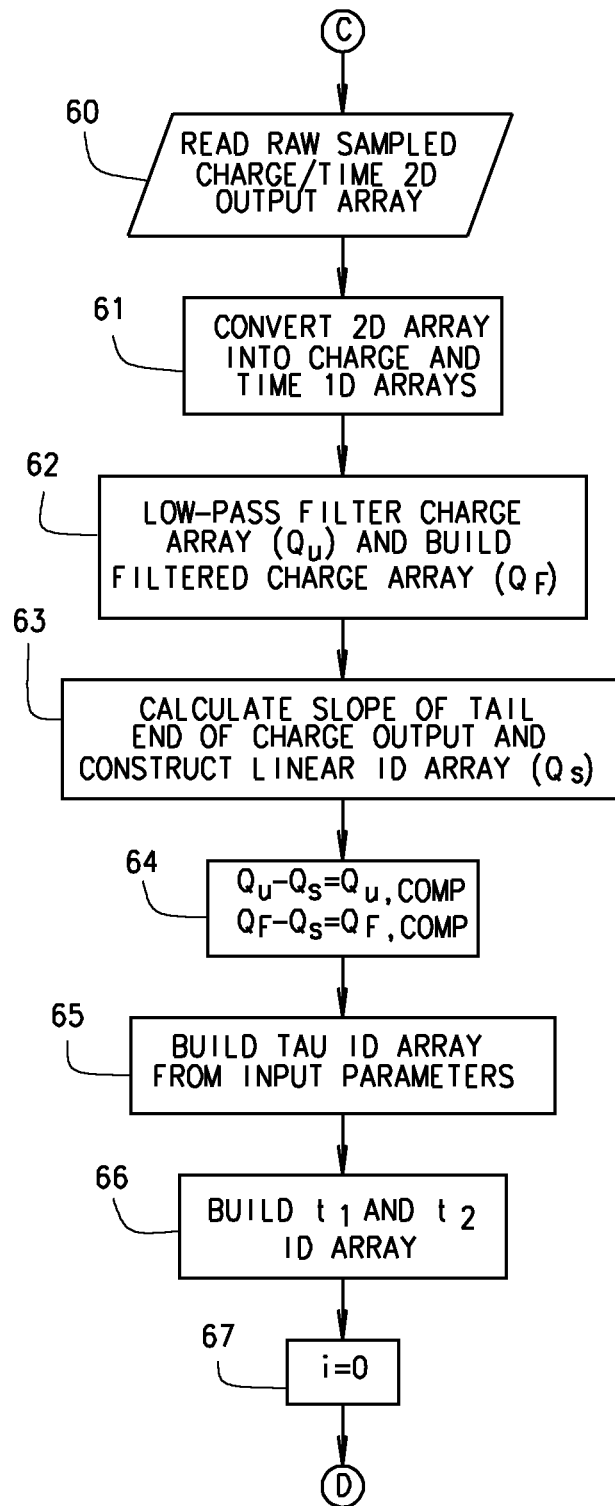 C
60
READ RAW SAMPLED
CHARGE/TIME 2D
OUTPUT ARRAY
61
CONVERT 2D ARRAY
INTO CHARGE AND
TIME 1D ARRAYS
62
LOW-PASS FILTER CHARGE
ARRAY (Qu) AND BUILD
FILTERED CHARGE ARRAY (QF)
63
CALCULATE SLOPE OF TAIL
END OF CHARGE OUTPUT AND
CONSTRUCT LINEAR ID ARRAY (Qs)
64
Qu-Qs=Qu,COMP
QF-Qs=QF,COMP
65
BUILD TAU ID ARRAY
FROM INPUT PARAMETERS
66
BUILD t1 AND t2
ID ARRAY
67
i=0
D